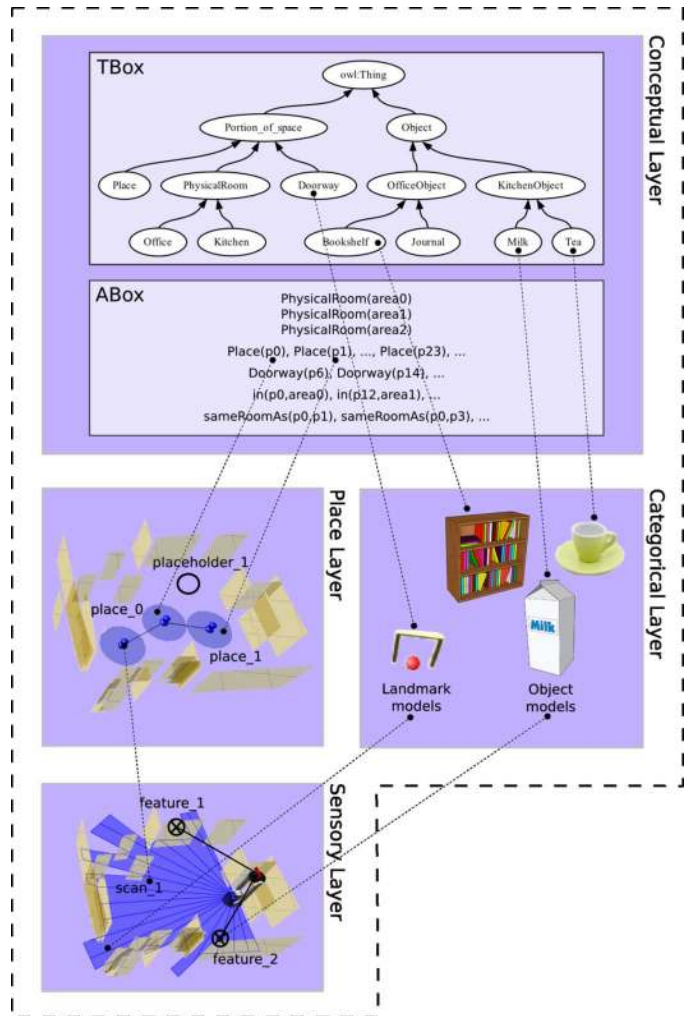 Conceptual Layer
TBox
owl:Thing
Portion_of_space
Object
Place
PhysicalRoom
Doorway
OfficeObject
KitchenObject
Office
Kitchen
Bookshelf
Journal
Milk
Tea
ABox
PhysicalRoom(area0)
PhysicalRoom(area1)
PhysicalRoom(area2)
Place(p0), Place(p1), ..., Place(p23), ...
Doorway(p6), Doorway(p14), ...
in(p0,area0), in(p12,area1), ...
sameRoomAs(p0,p1), sameRoomAs(p0,p3), ...
Place Layer
placeholder_1
place_0
place_1
Categorical Layer
Milk
Landmark
models
Object
models
Sensory Layer
feature_1
scan_1
feature_2